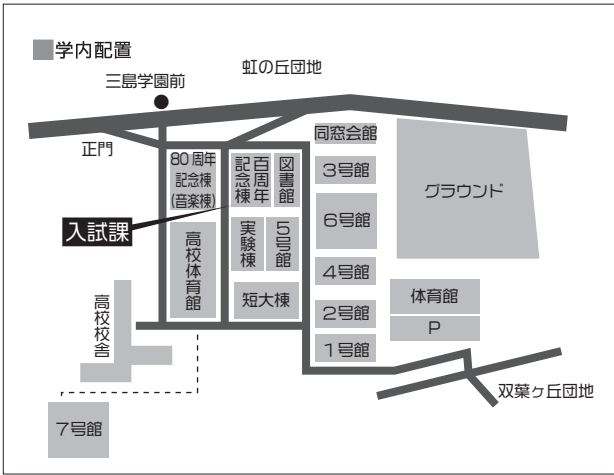 学内配置
虹の丘団地
三島学園前
正門
同窓会館
80周年
記念棟
(音楽棟)
百周年
記念棟
図書館
3号館
グラウンド
6号館
入試課
実験棟
5号館
高校体育館
4号館
体育館
短大棟
2号館
P
高校校舎
1号館
双葉ヶ丘団地
7号館